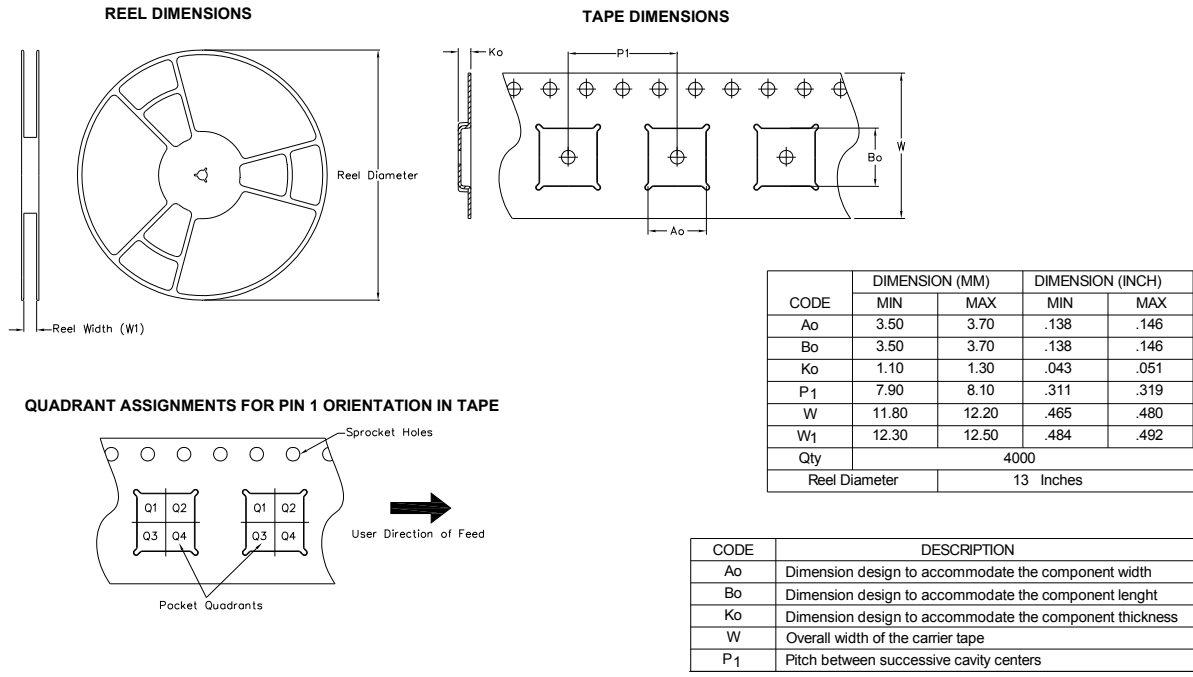 REEL DIMENSIONS
TAPE DIMENSIONS
Ko
P1
Reel Diameter
Bo
W
Ao
Reel Width (W1)
DIMENSION (MM) DIMENSION (INCH)
CODE MIN MAX MIN MAX
Ao 3.50 3.70 .138 .146
Bo 3.50 3.70 .138 .146
Ko 1.10 1.30 .043 .051
P1 7.90 8.10 .311 .319
W 11.80 12.20 .465 .480
W1 12.30 12.50 .484 .492
Qty 4000
Reel Diameter 13 Inches
QUADRANT ASSIGNMENTS FOR PIN 1 ORIENTATION IN TAPE
Sprocket Holes
Q1 Q2 Q1 Q2
Q3 Q4 Q3 Q4
User Direction of Feed
Pocket Quadrants
CODE DESCRIPTION
Ao Dimension design to accommodate the component width
Bo Dimension design to accommodate the component lenght
Ko Dimension design to accommodate the component thickness
W Overall width of the carrier tape
P1 Pitch between successive cavity centers